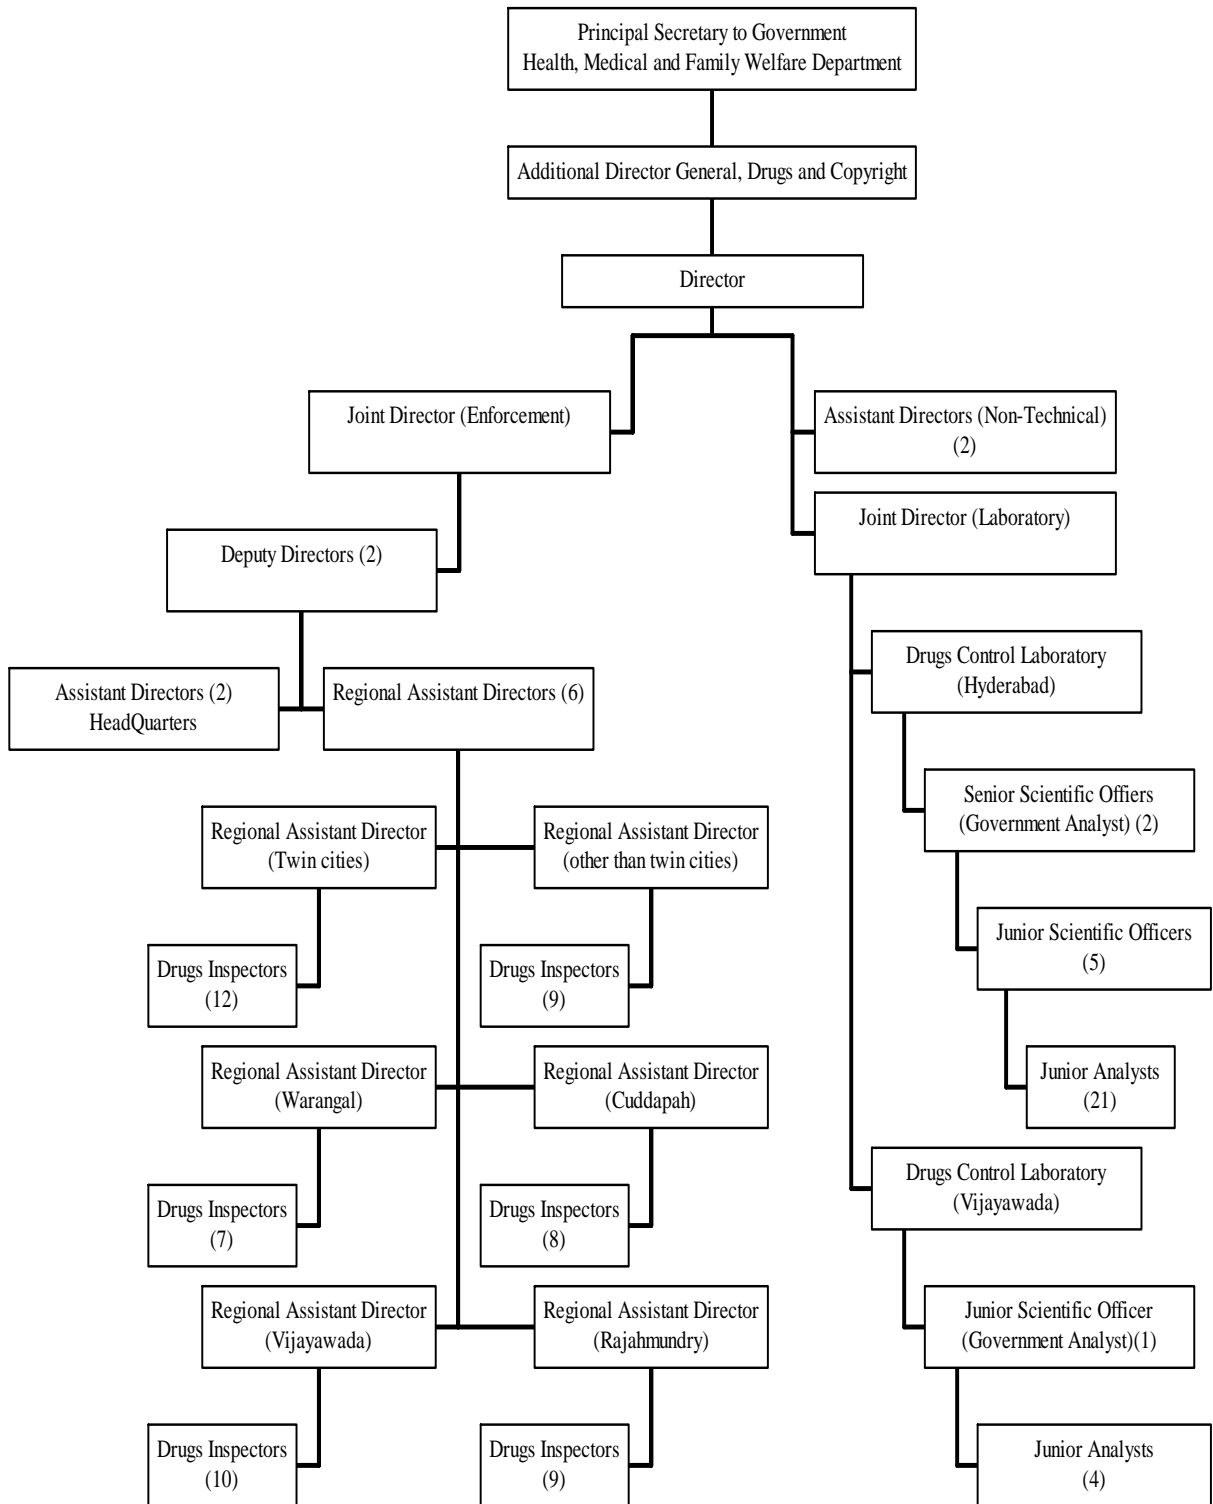 Principal Secretary to Government
Health, Medical and Family Welfare Department
Additional Director General, Drugs and Copyright
Director
Joint Director (Enforcement)
Assistant Directors (Non-Technical)
(2)
Joint Director (Laboratory)
Deputy Directors (2)
Assistant Directors (2)
HeadQuarters
Regional Assistant Directors (6)
Regional Assistant Director
(Twin cities)
Regional Assistant Director
(other than twin cities)
Drugs Inspectors
(12)
Drugs Inspectors
(9)
Regional Assistant Director
(Warangal)
Regional Assistant Director
(Cuddapah)
Drugs Inspectors
(7)
Drugs Inspectors
(8)
Regional Assistant Director
(Vijayawada)
Regional Assistant Director
(Rajahmundry)
Drugs Inspectors
(10)
Drugs Inspectors
(9)
Drugs Control Laboratory
(Hyderabad)
Senior Scientific Offiers
(Government Analyst) (2)
Junior Scientific Officers
(5)
Junior Analysts
(21)
Drugs Control Laboratory
(Vijayawada)
Junior Scientific Officer
(Government Analyst)(1)
Junior Analysts
(4)